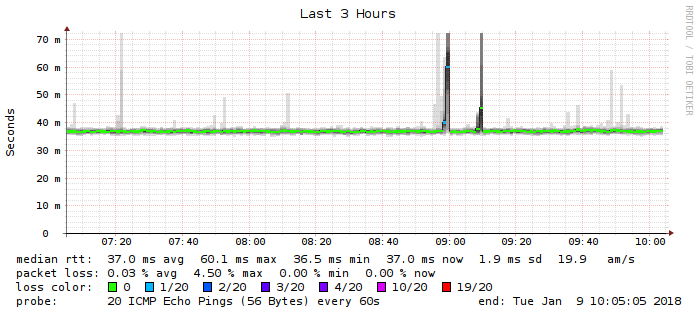 Last 3 Hours
RRDTOOL / TOBI OETIKER
Seconds
70 m
60 m
50 m
40 m
30 m
20 m
10 m
0
07:20 07:40 08:00 08:20 08:40 09:00 09:20 09:40 10:00
median rtt: 37.0 ms avg 60.1 ms max 36.5 ms min 37.0 ms now 1.9 ms sd 19.9 am/s
packet loss: 0.03 % avg 4.50 % max 0.00 % min 0.00 % now
loss color: 0 1/20 2/20 3/20 4/20 10/20 19/20
probe: 20 ICMP Echo Pings (56 Bytes) every 60s end: Tue Jan 9 10:05:05 2018